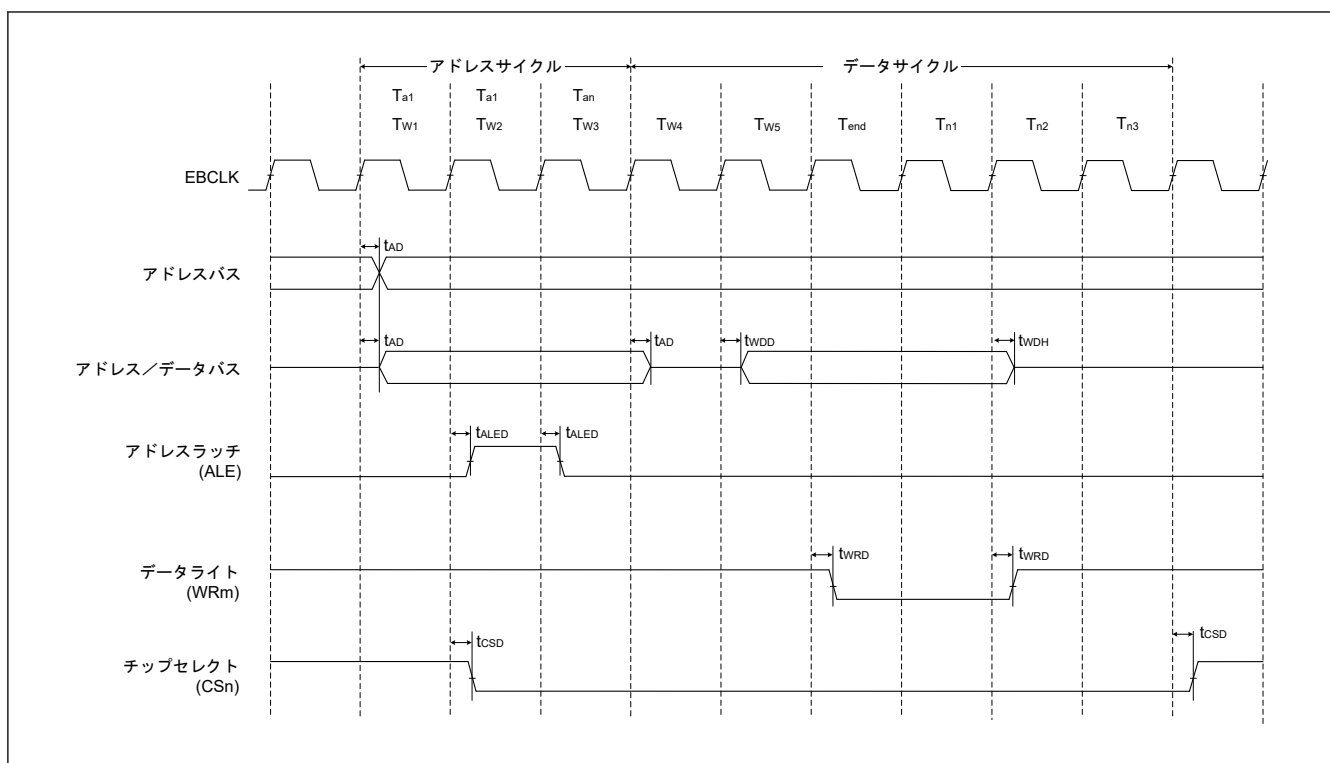 アドレスサイクル データサイクル
Ta1 Ta1 Tan
TW1 TW2 TW3 TW4 TW5 Tend Tn1 Tn2 Tn3
EBCLK
tAD
アドレスバス
tAD tAD tWDD tWDH
アドレス／データバス
tALED tALED
アドレスラッチ
(ALE)
tWRD tWRD
データライト
(WRm)
tCSD tCSD
チップセレクト
(CSn)